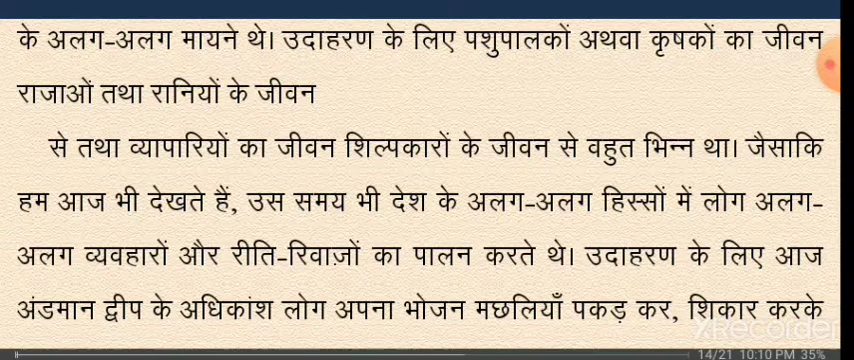 के अलग-अलग मायने थे। उदाहरण के लिए पशुपालकों अथवा कृषकों का जीवन
राजाओं तथा रानियों के जीवन
से तथा व्यापारियों का जीवन शिल्पकारों के जीवन से वहुत भिन्न था। जैसाकि
हम आज भी देखते हैं, उस समय भी देश के अलग-अलग हिस्सों में लोग अलग-
अलग व्यवहारों और रीति-रिवाज़ों का पालन करते थे। उदाहरण के लिए आज
अंडमान द्वीप के अधिकांश लोग अपना भोजन मछलियाँ पकड़ कर, शिकार करके
XRecorder
14/21 10:10 PM 35%